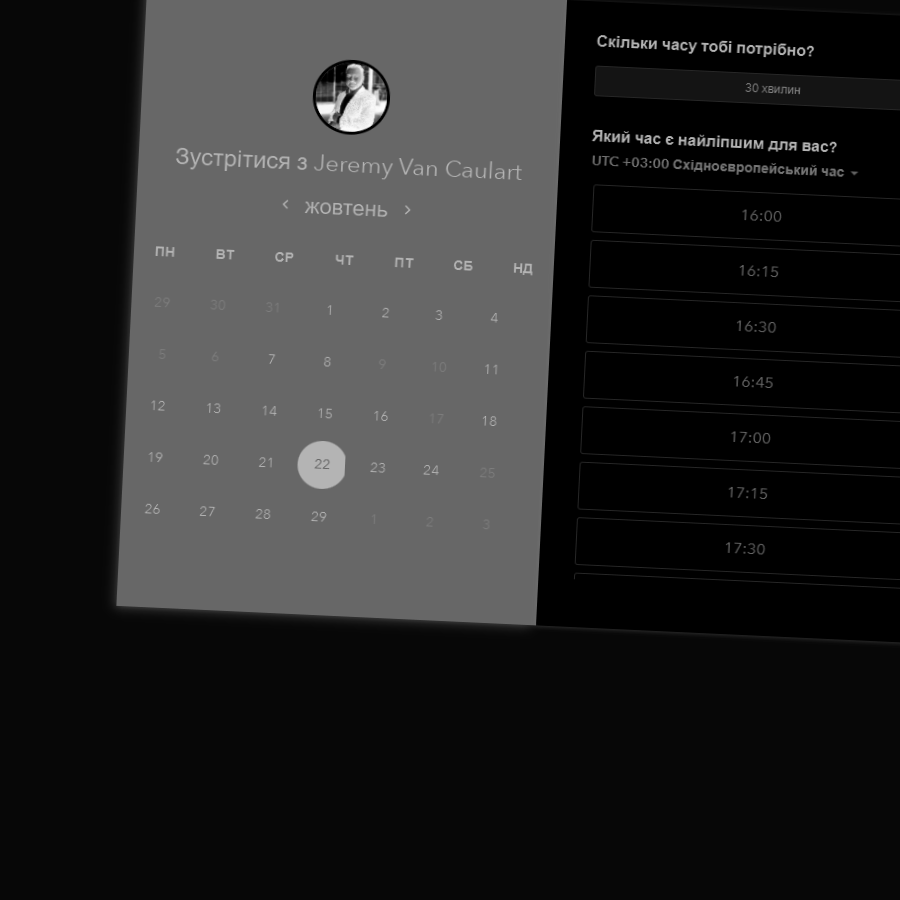 Зустрітися з Jeremy Van Caulart
жовтень
ПН ВТ СР ЧТ ПТ СБ НД
29 30 31 1 2 3 4
5 6 7 8 9 10 11
12 13 14 15 16 17 18
19 20 21 22 23 24 25
26 27 28 29 1 2 3
Скільки часу тобі потрібно?
30 хвилин
Який час є найліпшим для вас?
UTC +03:00 Східноєвропейський час
16:00
16:15
16:30
16:45
17:00
17:15
17:30